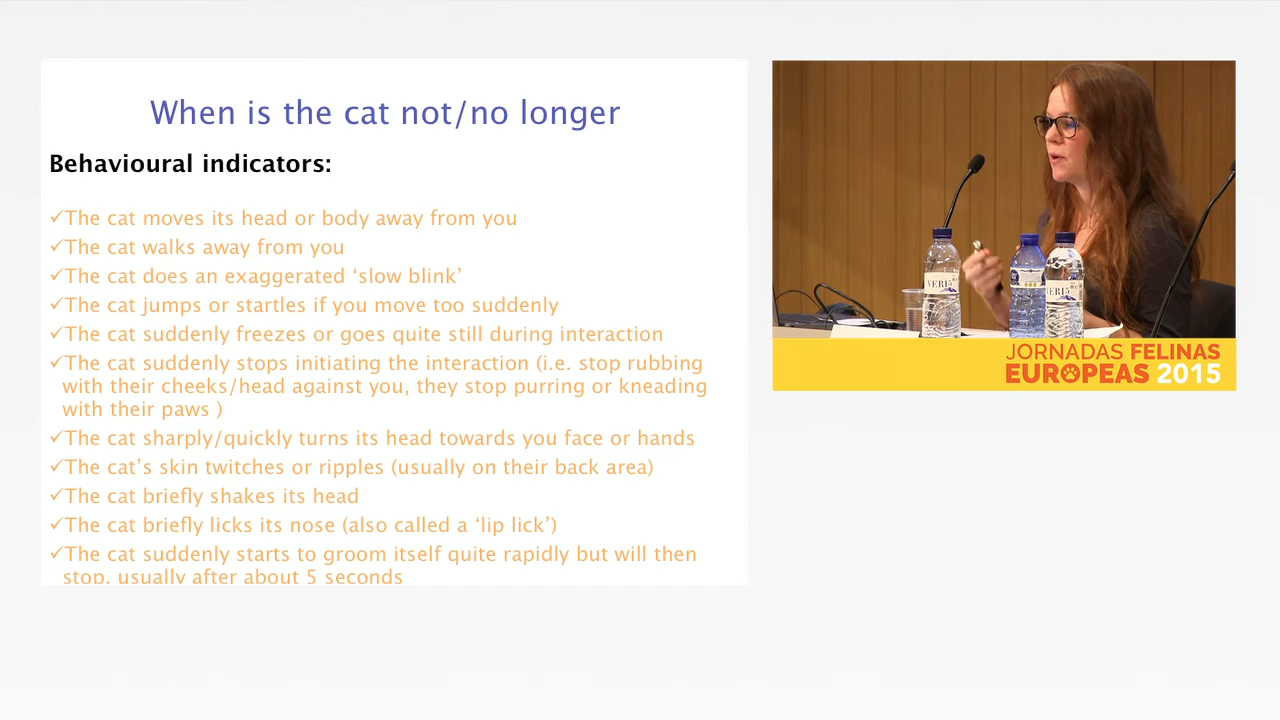 When is the cat not/no longer
Behavioural indicators:
✓The cat moves its head or body away from you
✓The cat walks away from you
✓The cat does an exaggerated ‘slow blink’
✓The cat jumps or startles if you move too suddenly
✓The cat suddenly freezes or goes quite still during interaction
✓The cat suddenly stops initiating the interaction (i.e. stop rubbing
with their cheeks/head against you, they stop purring or kneading
with their paws )
✓The cat sharply/quickly turns its head towards you face or hands
✓The cat’s skin twitches or ripples (usually on their back area)
✓The cat briefly shakes its head
✓The cat briefly licks its nose (also called a ‘lip lick’)
✓The cat suddenly starts to groom itself quite rapidly but will then
stop, usually after about 5 seconds
JORNADAS FELINAS
EUROPEAS 2015